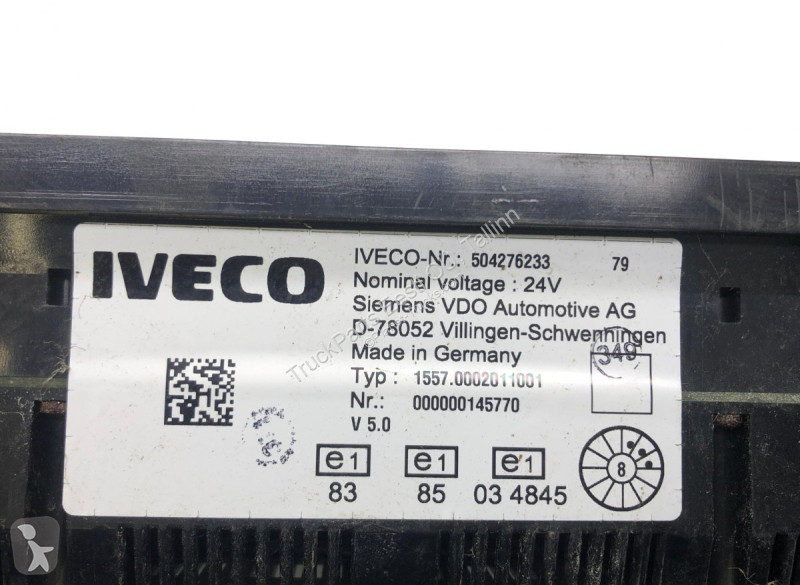 IVECO
IVECO-Nr.: 504276233 79
Nominal voltage : 24V
Siemens VDO Automotive AG
D-78052 Villingen-Schwenningen
Made in Germany
Typ : 1557.0002011001
Nr.: 000000145770
V 5.0
349
e1 e1 e1
83 85 03 4845
8